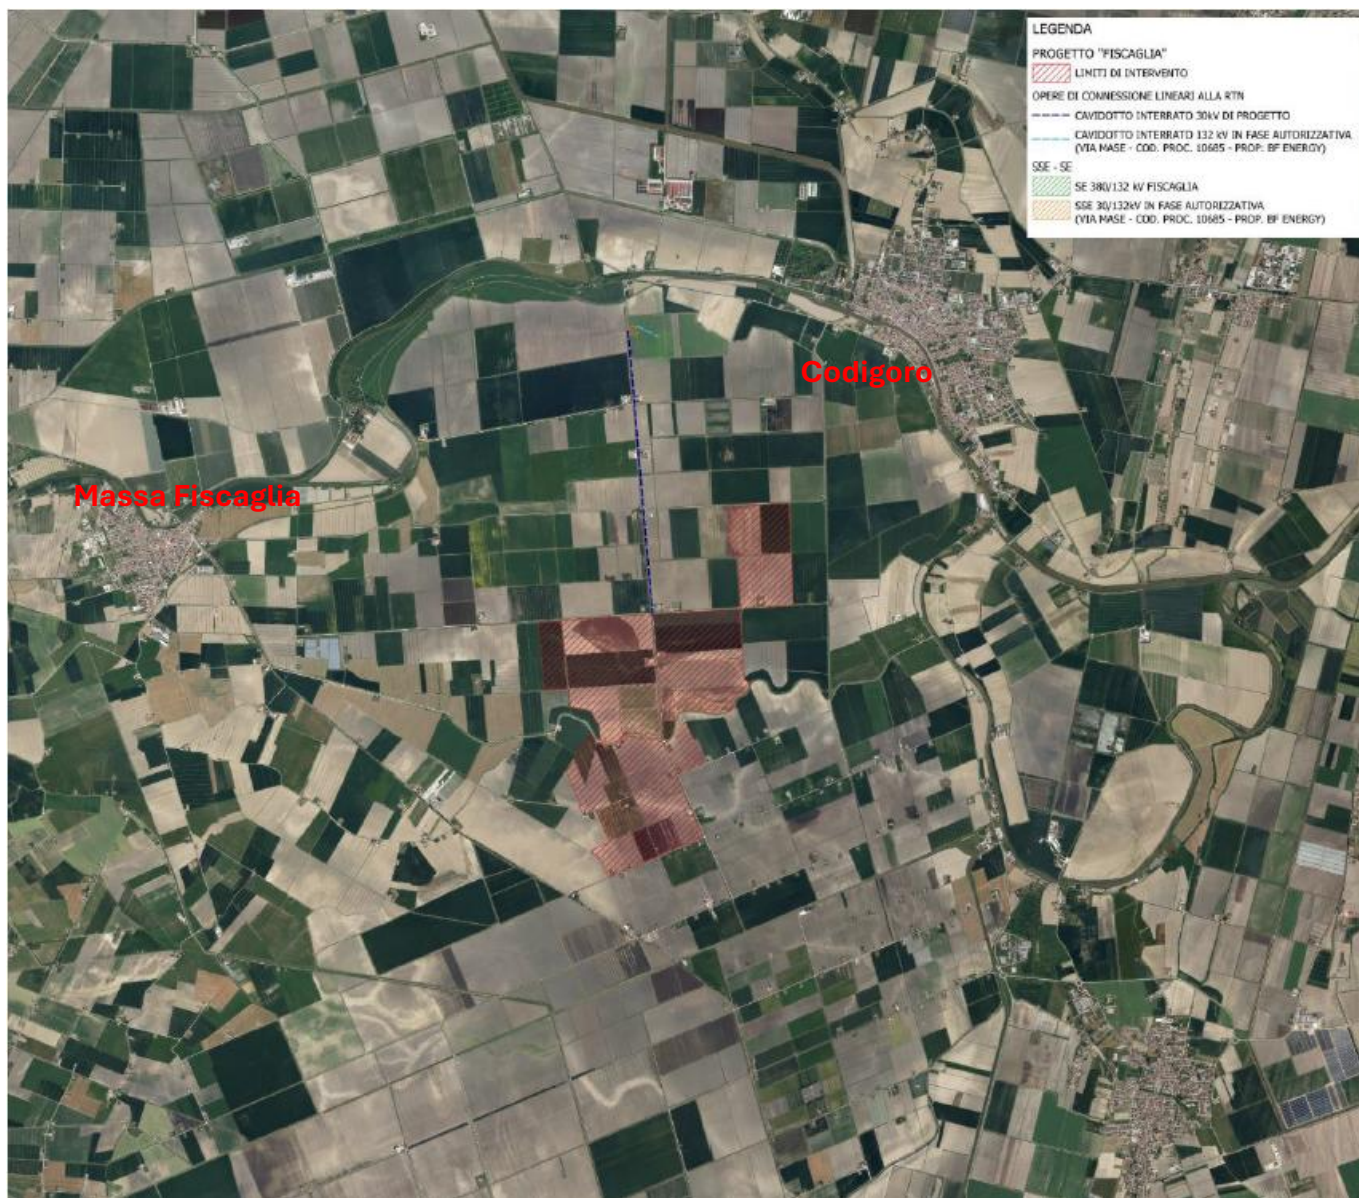 LEGENDA
PROGETTO "FISCAGLIA"
LIMITI DI INTERVENTO
OPERE DI CONNESSIONE LINEARI ALLA RTN
CAVIDOTTO INTERRATO 30kV DI PROGETTO
CAVIDOTTO INTERRATO 132 kV IN FASE AUTORIZZATIVA
(VIA MASE - COD. PROC. 10685 - PROP: BF ENERGY)
SSE - SE
SE 380/132 kV FISCAGLIA
SSE 30/132kV IN FASE AUTORIZZATIVA
(VIA MASE - COD. PROC. 10685 - PROP. BF ENERGY)
Codigoro
Massa Fiscaglia